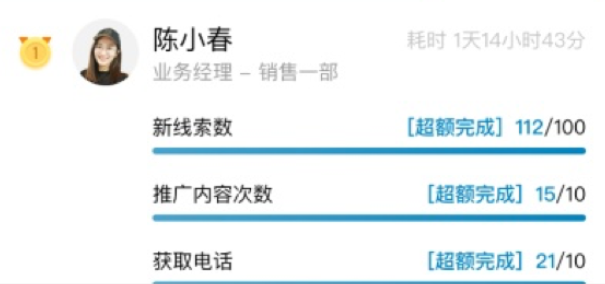 1
陈小春
耗时 1天14小时43分
业务经理 – 销售一部
新线索数 [超额完成] 112/100
推广内容次数 [超额完成] 15/10
获取电话 [超额完成] 21/10